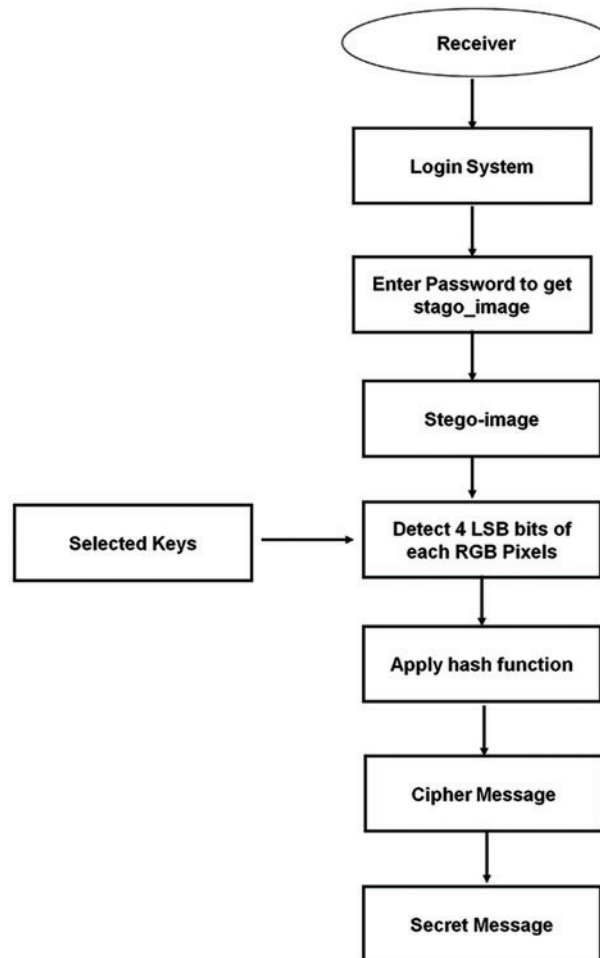 Receiver
Login System
Enter Password to get
stago_image
Stego-image
Selected Keys
Detect 4 LSB bits of
each RGB Pixels
Apply hash function
Cipher Message
Secret Message